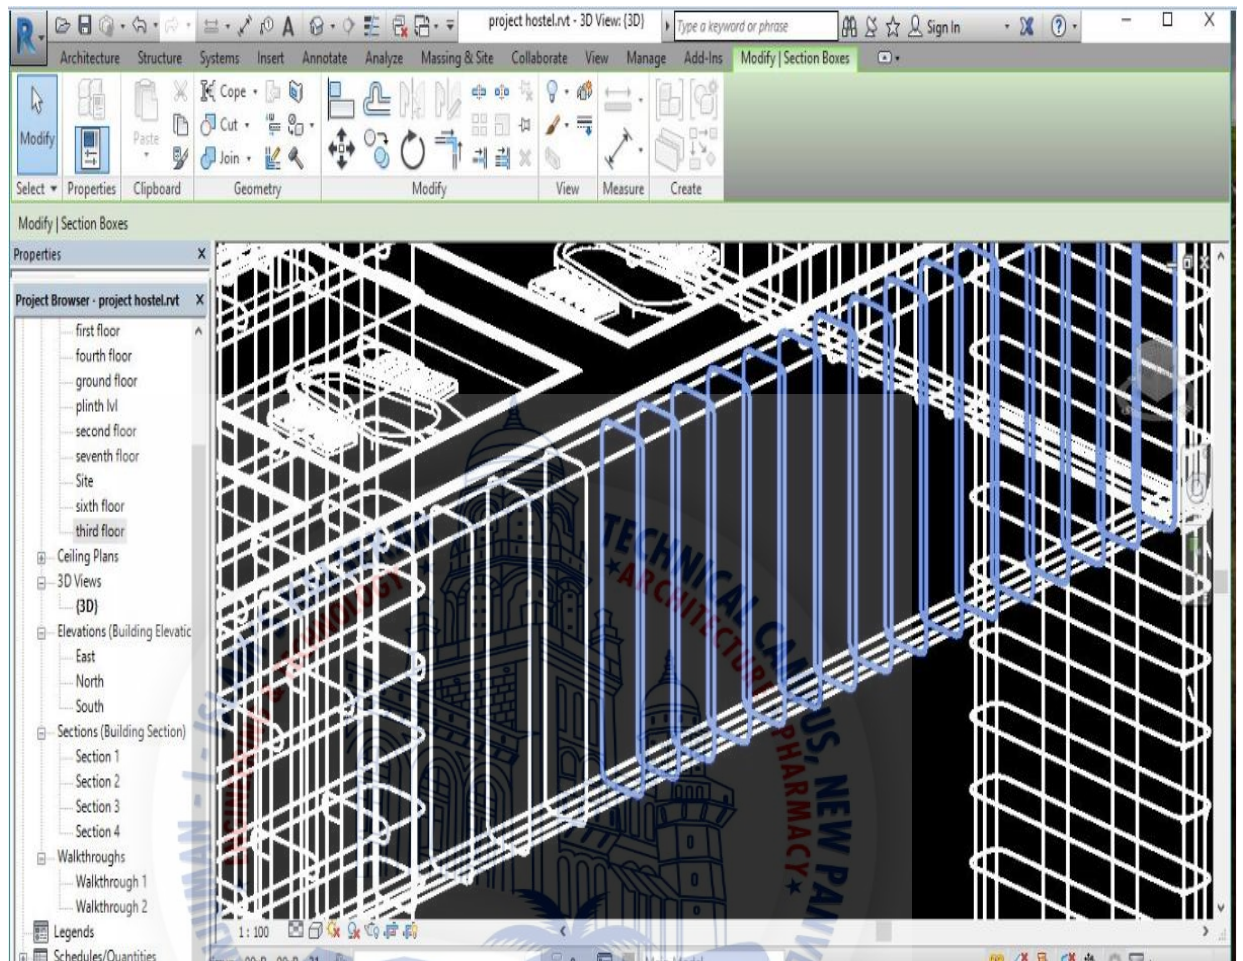 project hostel.rvt - 3D View: {3D}
Type a keyword or phrase
Sign In
Architecture Structure Systems Insert Annotate Analyze Massing & Site Collaborate View Manage Add-Ins Modify | Section Boxes
Modify
Paste
Cope
Cut
Join
Select Properties Clipboard Geometry Modify View Measure Create
Modify | Section Boxes
Properties
Project Browser - project hostel.rvt
first floor
fourth floor
ground floor
plinth lvl
second floor
seventh floor
Site
sixth floor
third floor
Ceiling Plans
3D Views
{3D}
Elevations (Building Elevatic
East
North
South
Sections (Building Section)
Section 1
Section 2
Section 3
Section 4
Walkthroughs
Walkthrough 1
Walkthrough 2
Legends
Schedules/Quantities
1 : 100
TECHNICAL CAMPUS, NEW PANV
ARCHITECTURE
PHARMACY